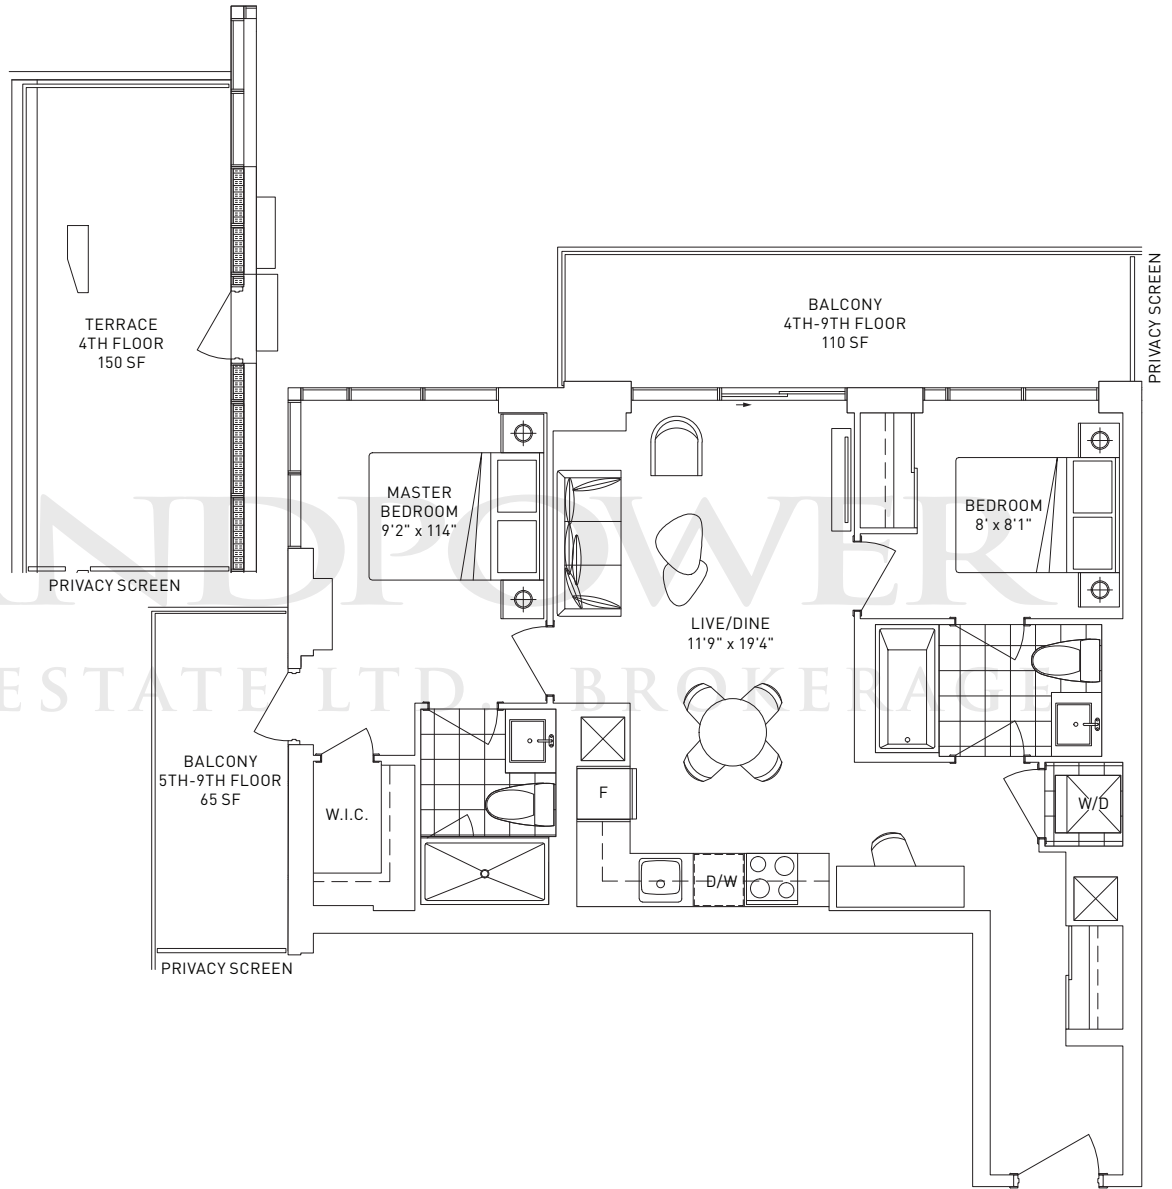 TERRACE
4TH FLOOR
150 SF
PRIVACY SCREEN
BALCONY
4TH-9TH FLOOR
110 SF
PRIVACY SCREEN
MASTER
BEDROOM
9'2" x 114"
BEDROOM
8' x 8'1"
LIVE/DINE
11'9" x 19'4"
BALCONY
5TH-9TH FLOOR
65 SF
PRIVACY SCREEN
W.I.C.
F
D/W
W/D
ANDPOWER
ESTATE LTD. BROKERAGE